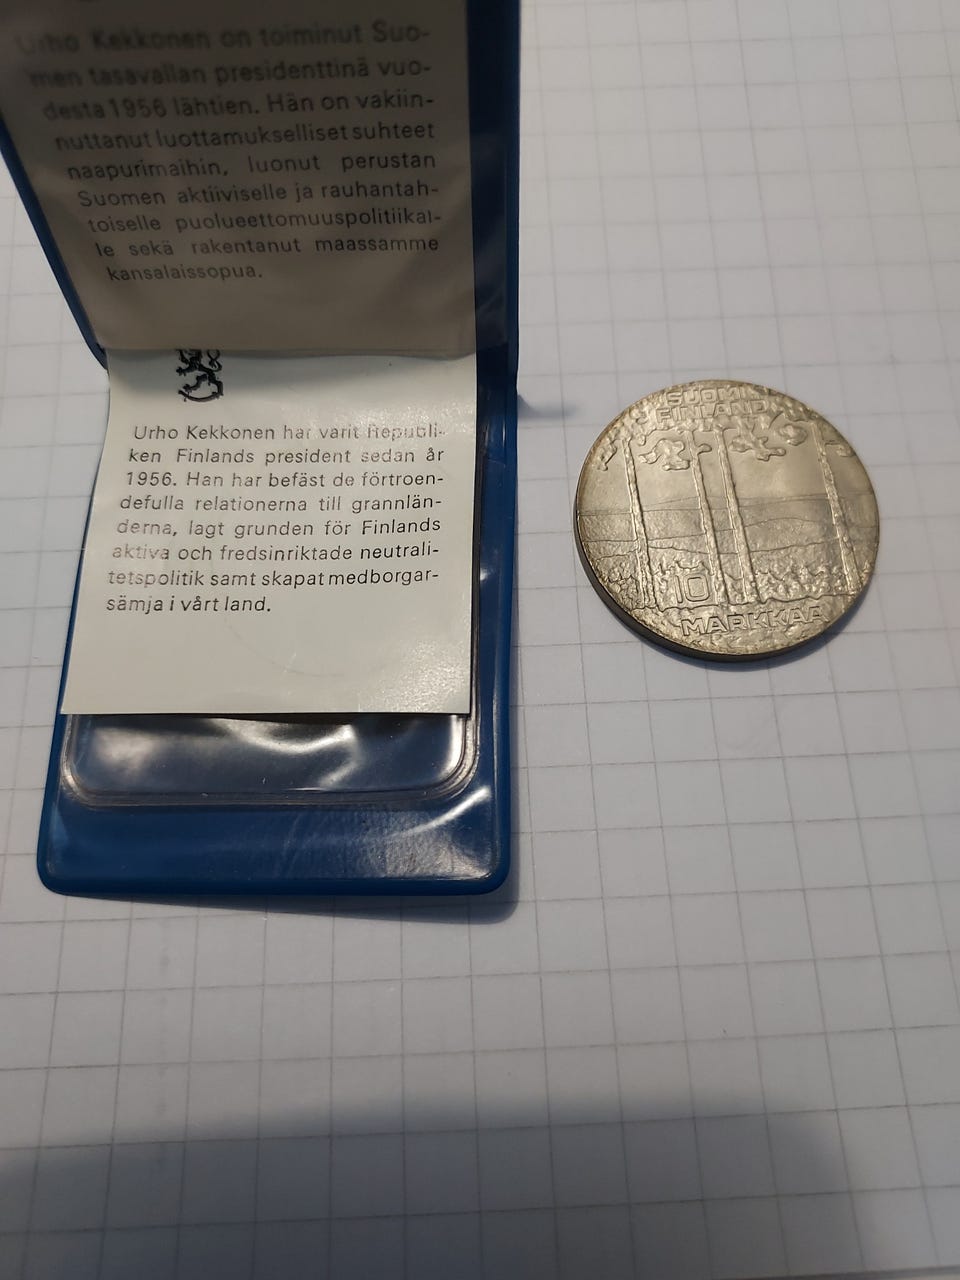 Urho Kekkonen on toiminut Suo-
men tasavallan presidenttinä vuo-
desta 1956 lähtien. Hän on vakiin-
nuttanut luottamukselliset suhteet
naapurimaihin, luonut perustan
Suomen aktiiviselle ja rauhantah-
toiselle puolueettomuuspolitiikal-
le sekä rakentanut maassamme
kansalaissopua.
Urho Kekkonen har varit Republi-
ken Finlands president sedan år
1956. Han har befäst de förtroen-
defulla relationerna till grannlän-
derna, lagt grunden för Finlands
aktiva och fredsinriktade neutrali-
tetspolitik samt skapat medborgar-
sämja i vårt land.
SUOMI
FINLAND
10
MARKKAA